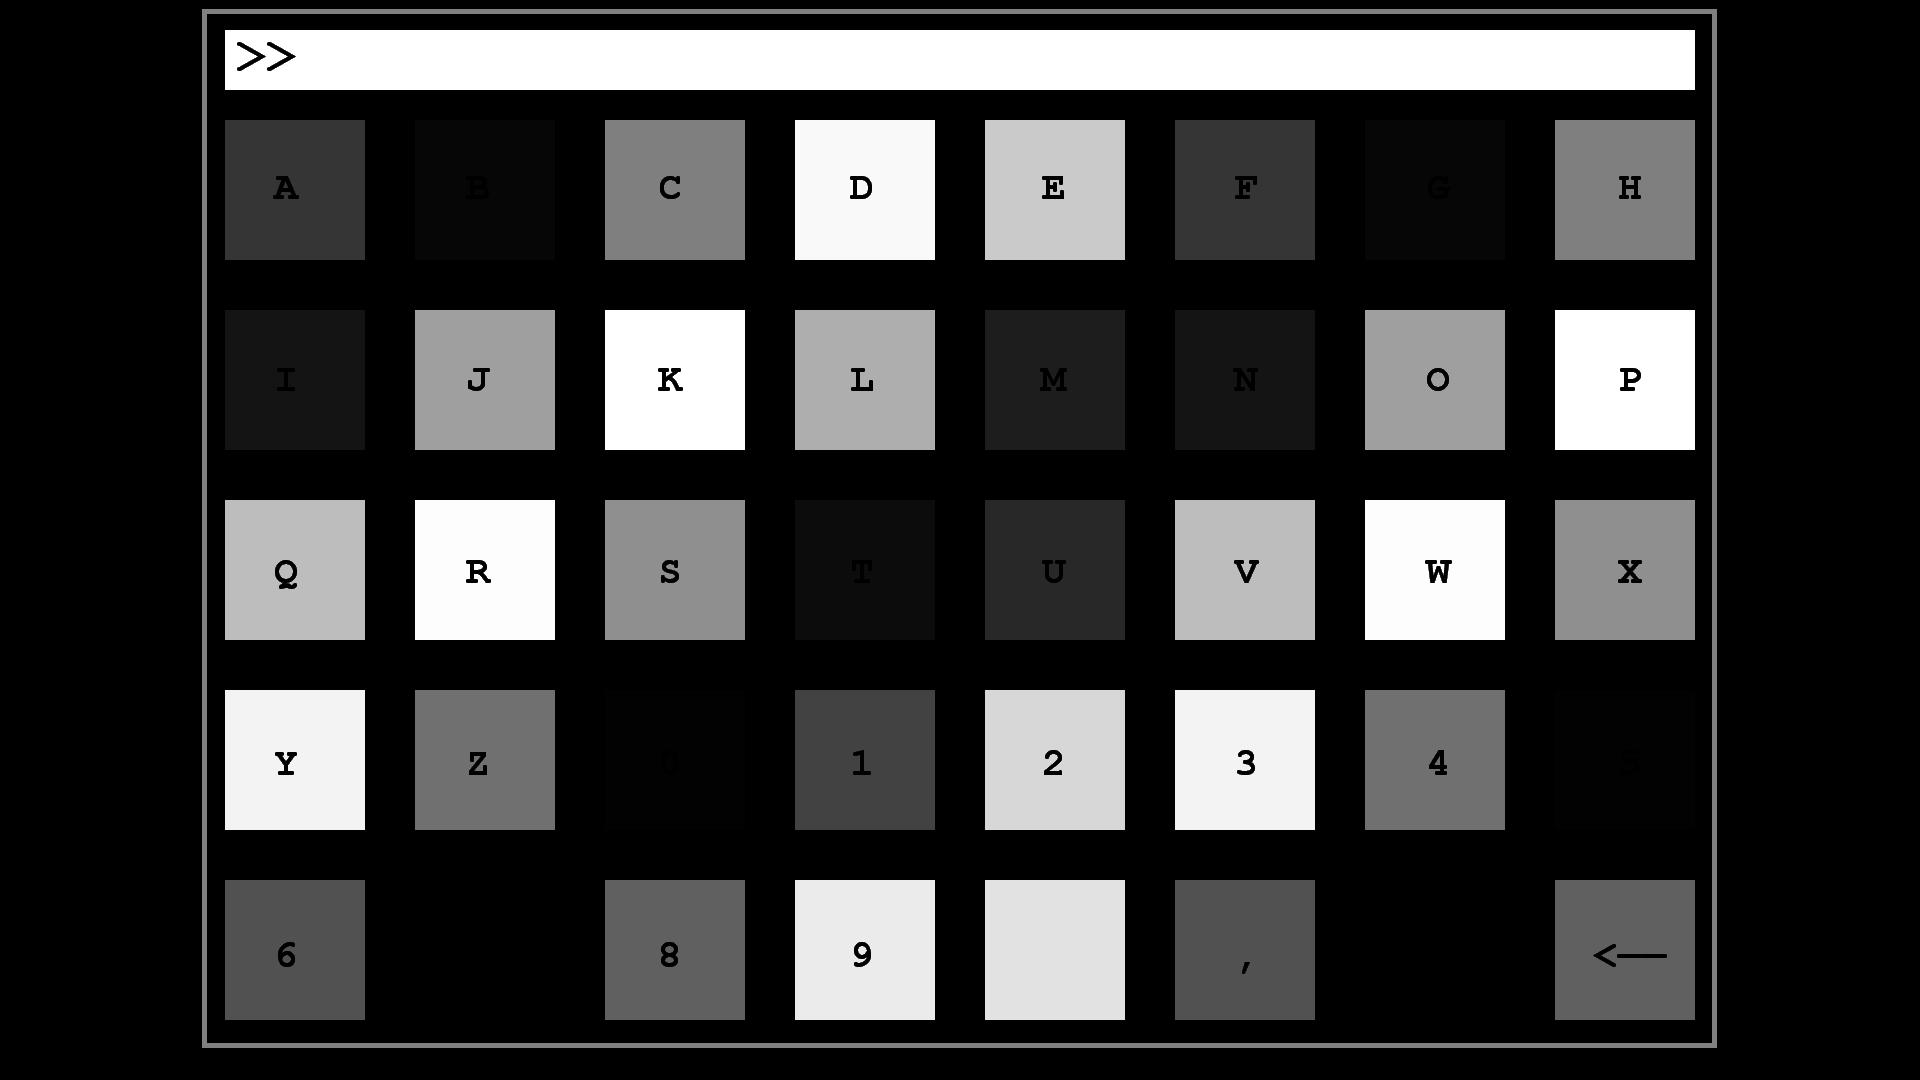 >>
A B C D E F G H
I J K L M N O P
Q R S T U V W X
Y Z 0 1 2 3 4 5
6 8 9 , <—